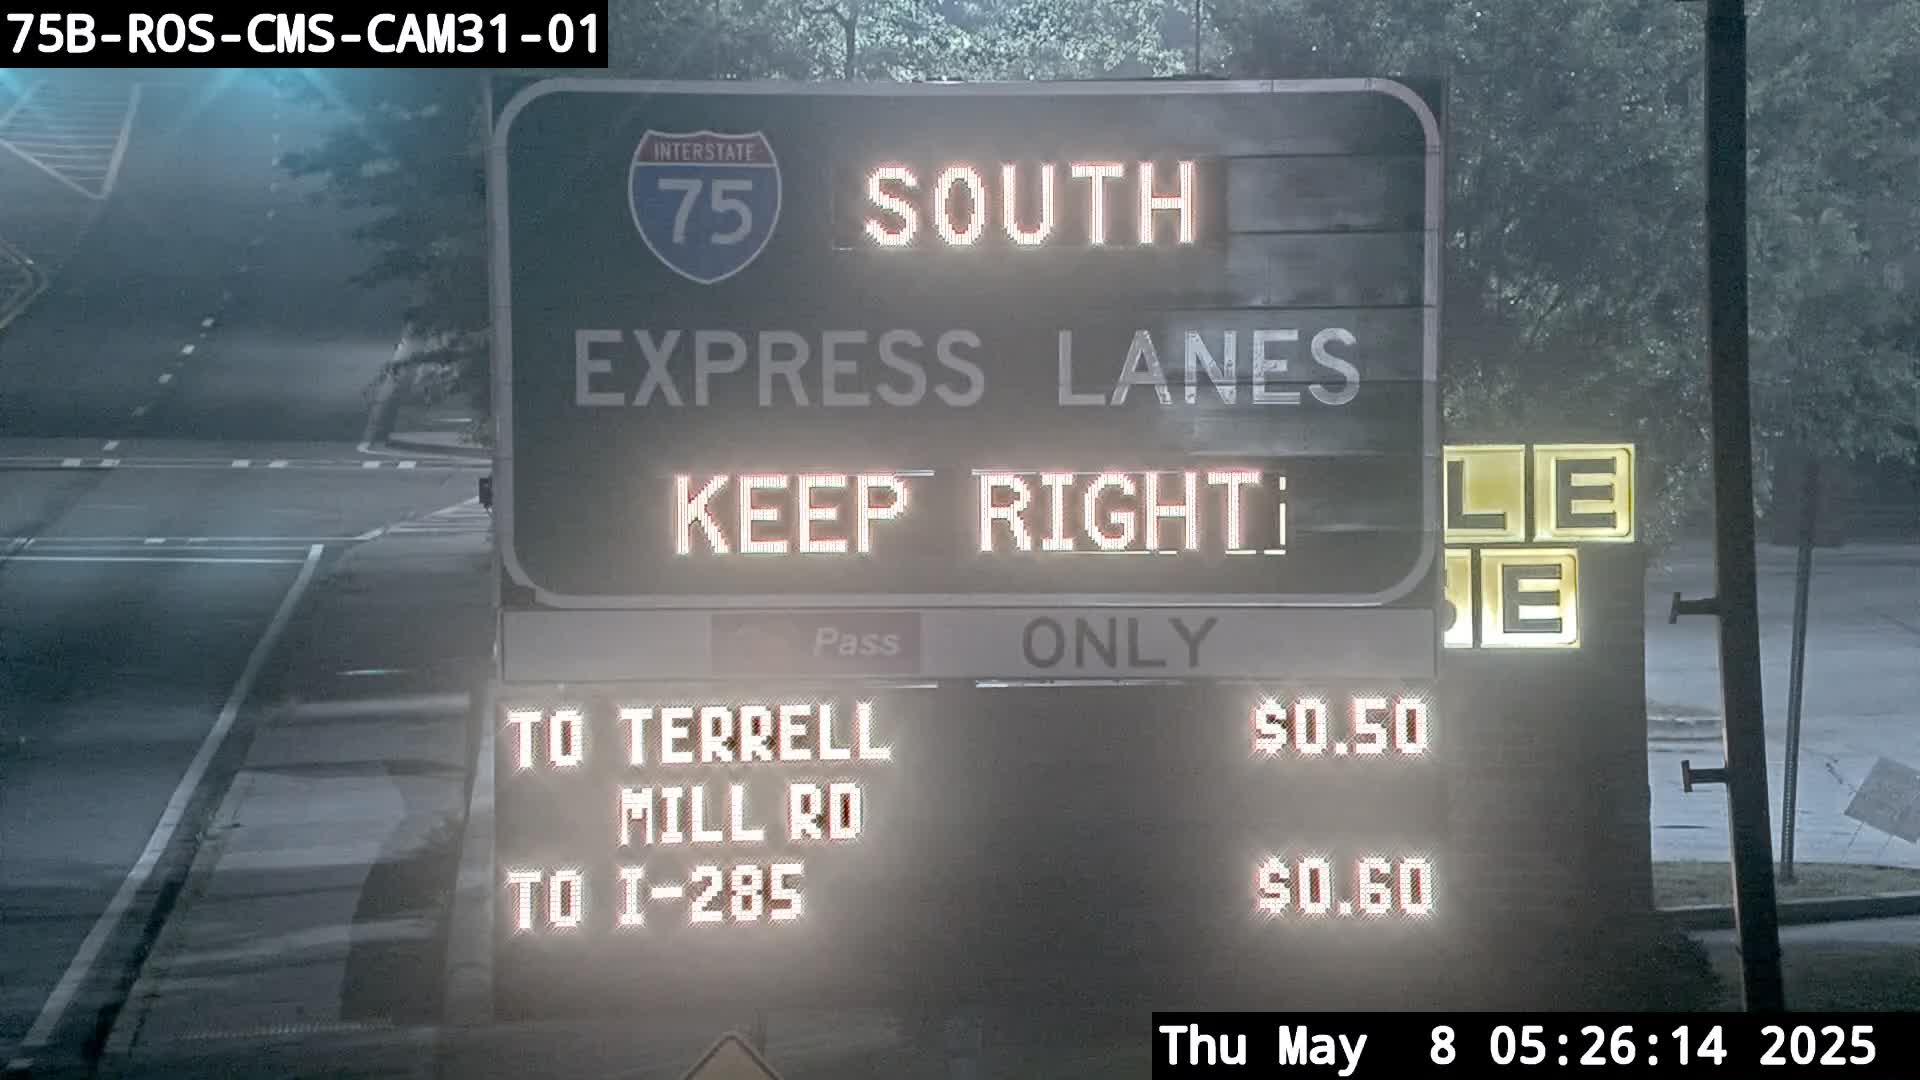 75B-ROS-CMS-CAM31-01
INTERSTATE
75
SOUTH
EXPRESS LANES
KEEP RIGHT
Pass ONLY
TO TERRELL $0.50
MILL RD
TO I-285 $0.60
LE
E
Thu May 8 05:26:14 2025